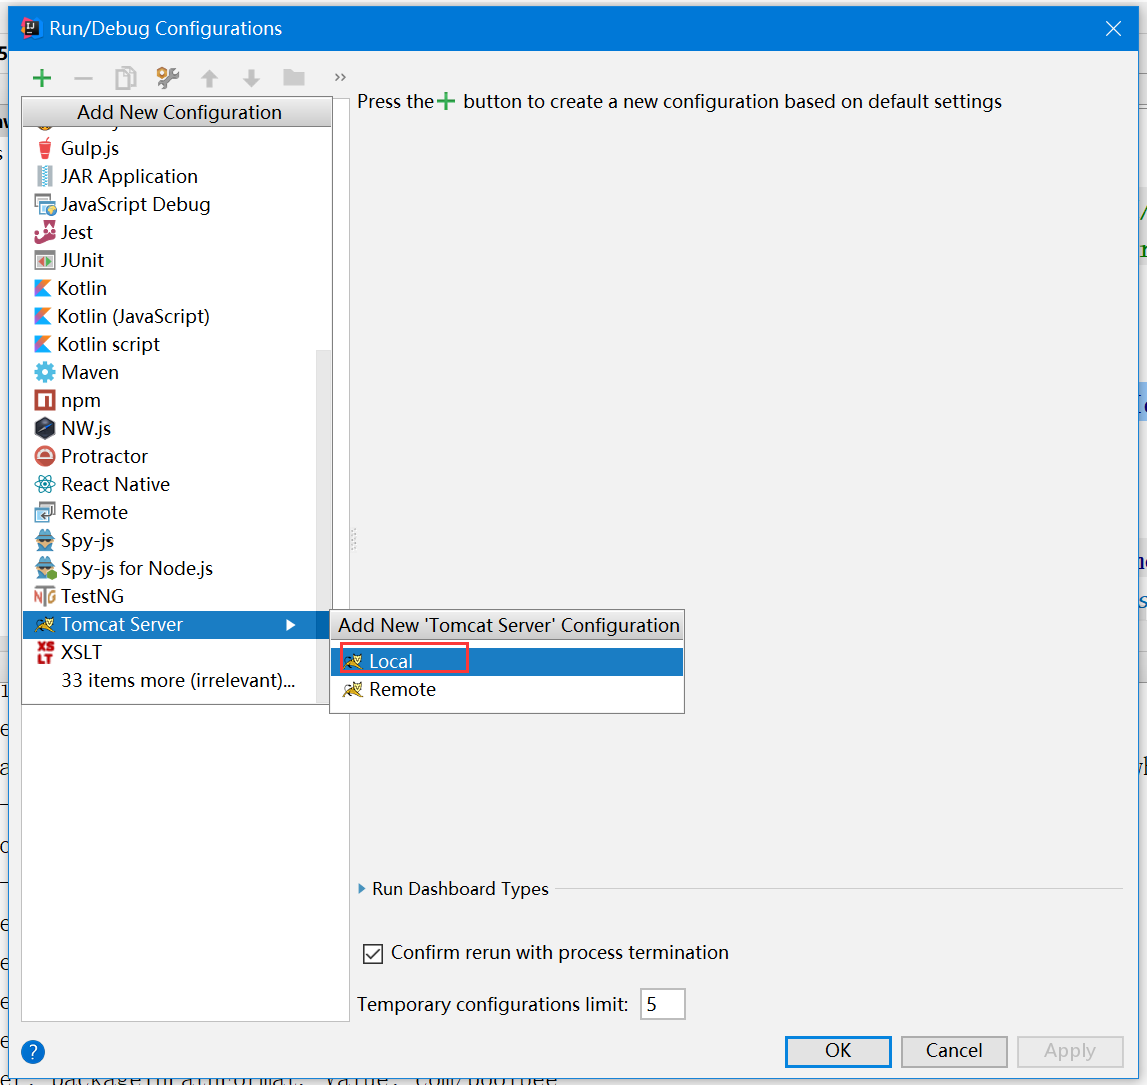 Run/Debug Configurations
Add New Configuration
Press the + button to create a new configuration based on default settings
Gulp.js
JAR Application
JavaScript Debug
Jest
JUnit
Kotlin
Kotlin (JavaScript)
Kotlin script
Maven
npm
NW.js
Protractor
React Native
Remote
Spy-js
Spy-js for Node.js
TestNG
Tomcat Server
XSLT
33 items more (irrelevant)...
Add New 'Tomcat Server' Configuration
Local
Remote
Run Dashboard Types
Confirm rerun with process termination
Temporary configurations limit: 5
? OK Cancel Apply